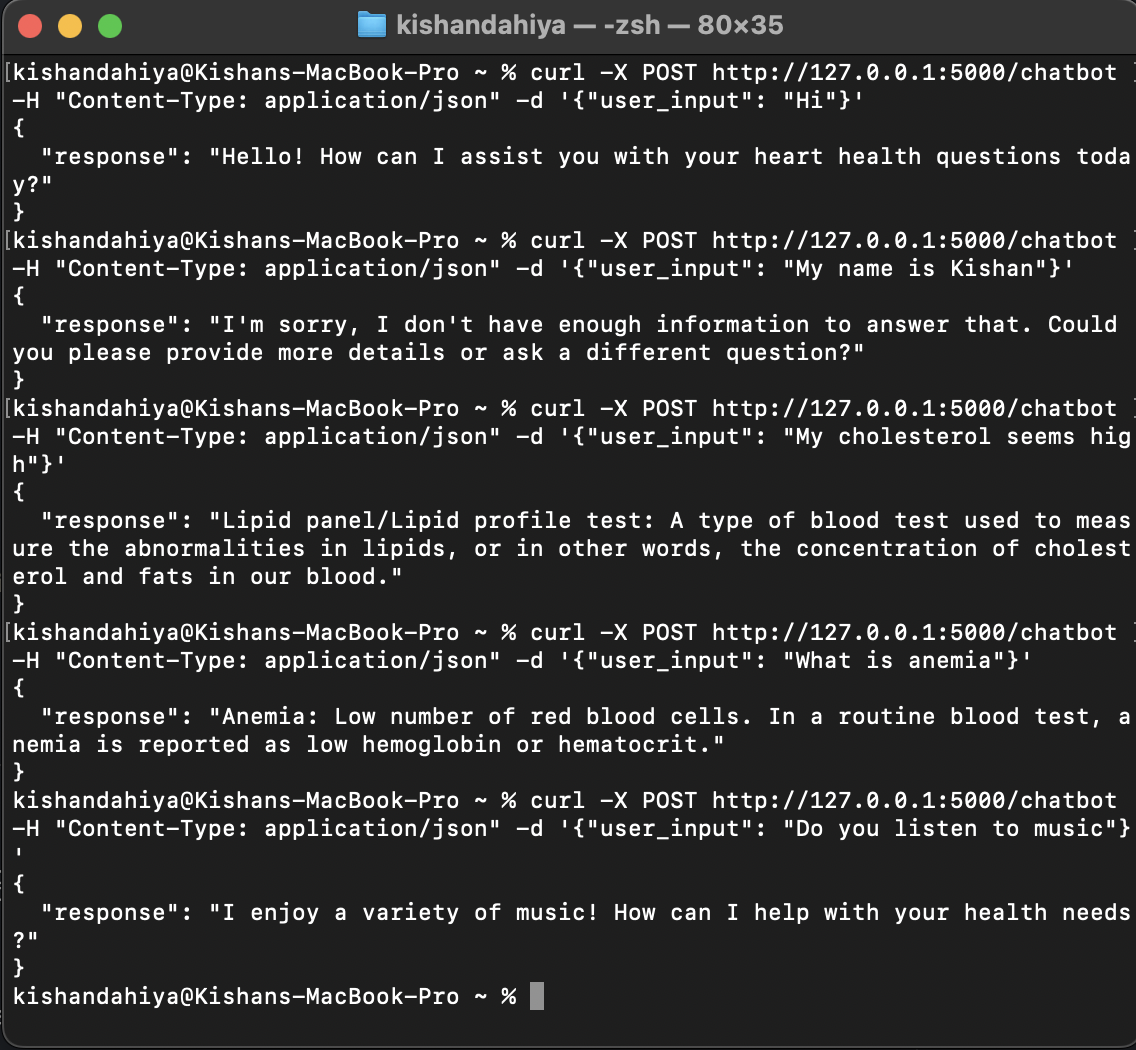 kishandahiya — -zsh — 80×35
[kishandahiya@Kishans-MacBook-Pro ~ % curl -X POST http://127.0.0.1:5000/chatbot ]
-H "Content-Type: application/json" -d '{"user_input": "Hi"}'
{
  "response": "Hello! How can I assist you with your heart health questions toda
y?"
}
[kishandahiya@Kishans-MacBook-Pro ~ % curl -X POST http://127.0.0.1:5000/chatbot ]
-H "Content-Type: application/json" -d '{"user_input": "My name is Kishan"}'
{
  "response": "I'm sorry, I don't have enough information to answer that. Could
you please provide more details or ask a different question?"
}
[kishandahiya@Kishans-MacBook-Pro ~ % curl -X POST http://127.0.0.1:5000/chatbot ]
-H "Content-Type: application/json" -d '{"user_input": "My cholesterol seems hig
h"}'
{
  "response": "Lipid panel/Lipid profile test: A type of blood test used to meas
ure the abnormalities in lipids, or in other words, the concentration of cholest
erol and fats in our blood."
}
[kishandahiya@Kishans-MacBook-Pro ~ % curl -X POST http://127.0.0.1:5000/chatbot ]
-H "Content-Type: application/json" -d '{"user_input": "What is anemia"}'
{
  "response": "Anemia: Low number of red blood cells. In a routine blood test, a
nemia is reported as low hemoglobin or hematocrit."
}
kishandahiya@Kishans-MacBook-Pro ~ % curl -X POST http://127.0.0.1:5000/chatbot
-H "Content-Type: application/json" -d '{"user_input": "Do you listen to music"}
'
{
  "response": "I enjoy a variety of music! How can I help with your health needs
?"
}
kishandahiya@Kishans-MacBook-Pro ~ %